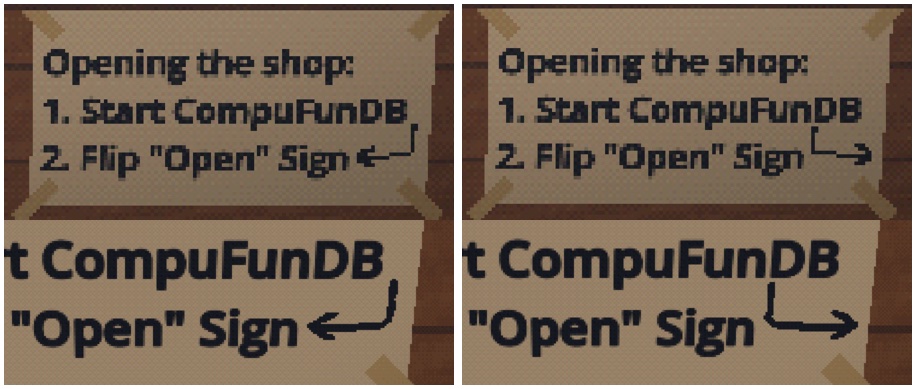 Opening the shop:
1. Start CompuFunDB
2. Flip "Open" Sign
Opening the shop:
1. Start CompuFunDB
2. Flip "Open" Sign
t CompuFunDB
"Open" Sign
t CompuFunDB
"Open" Sign